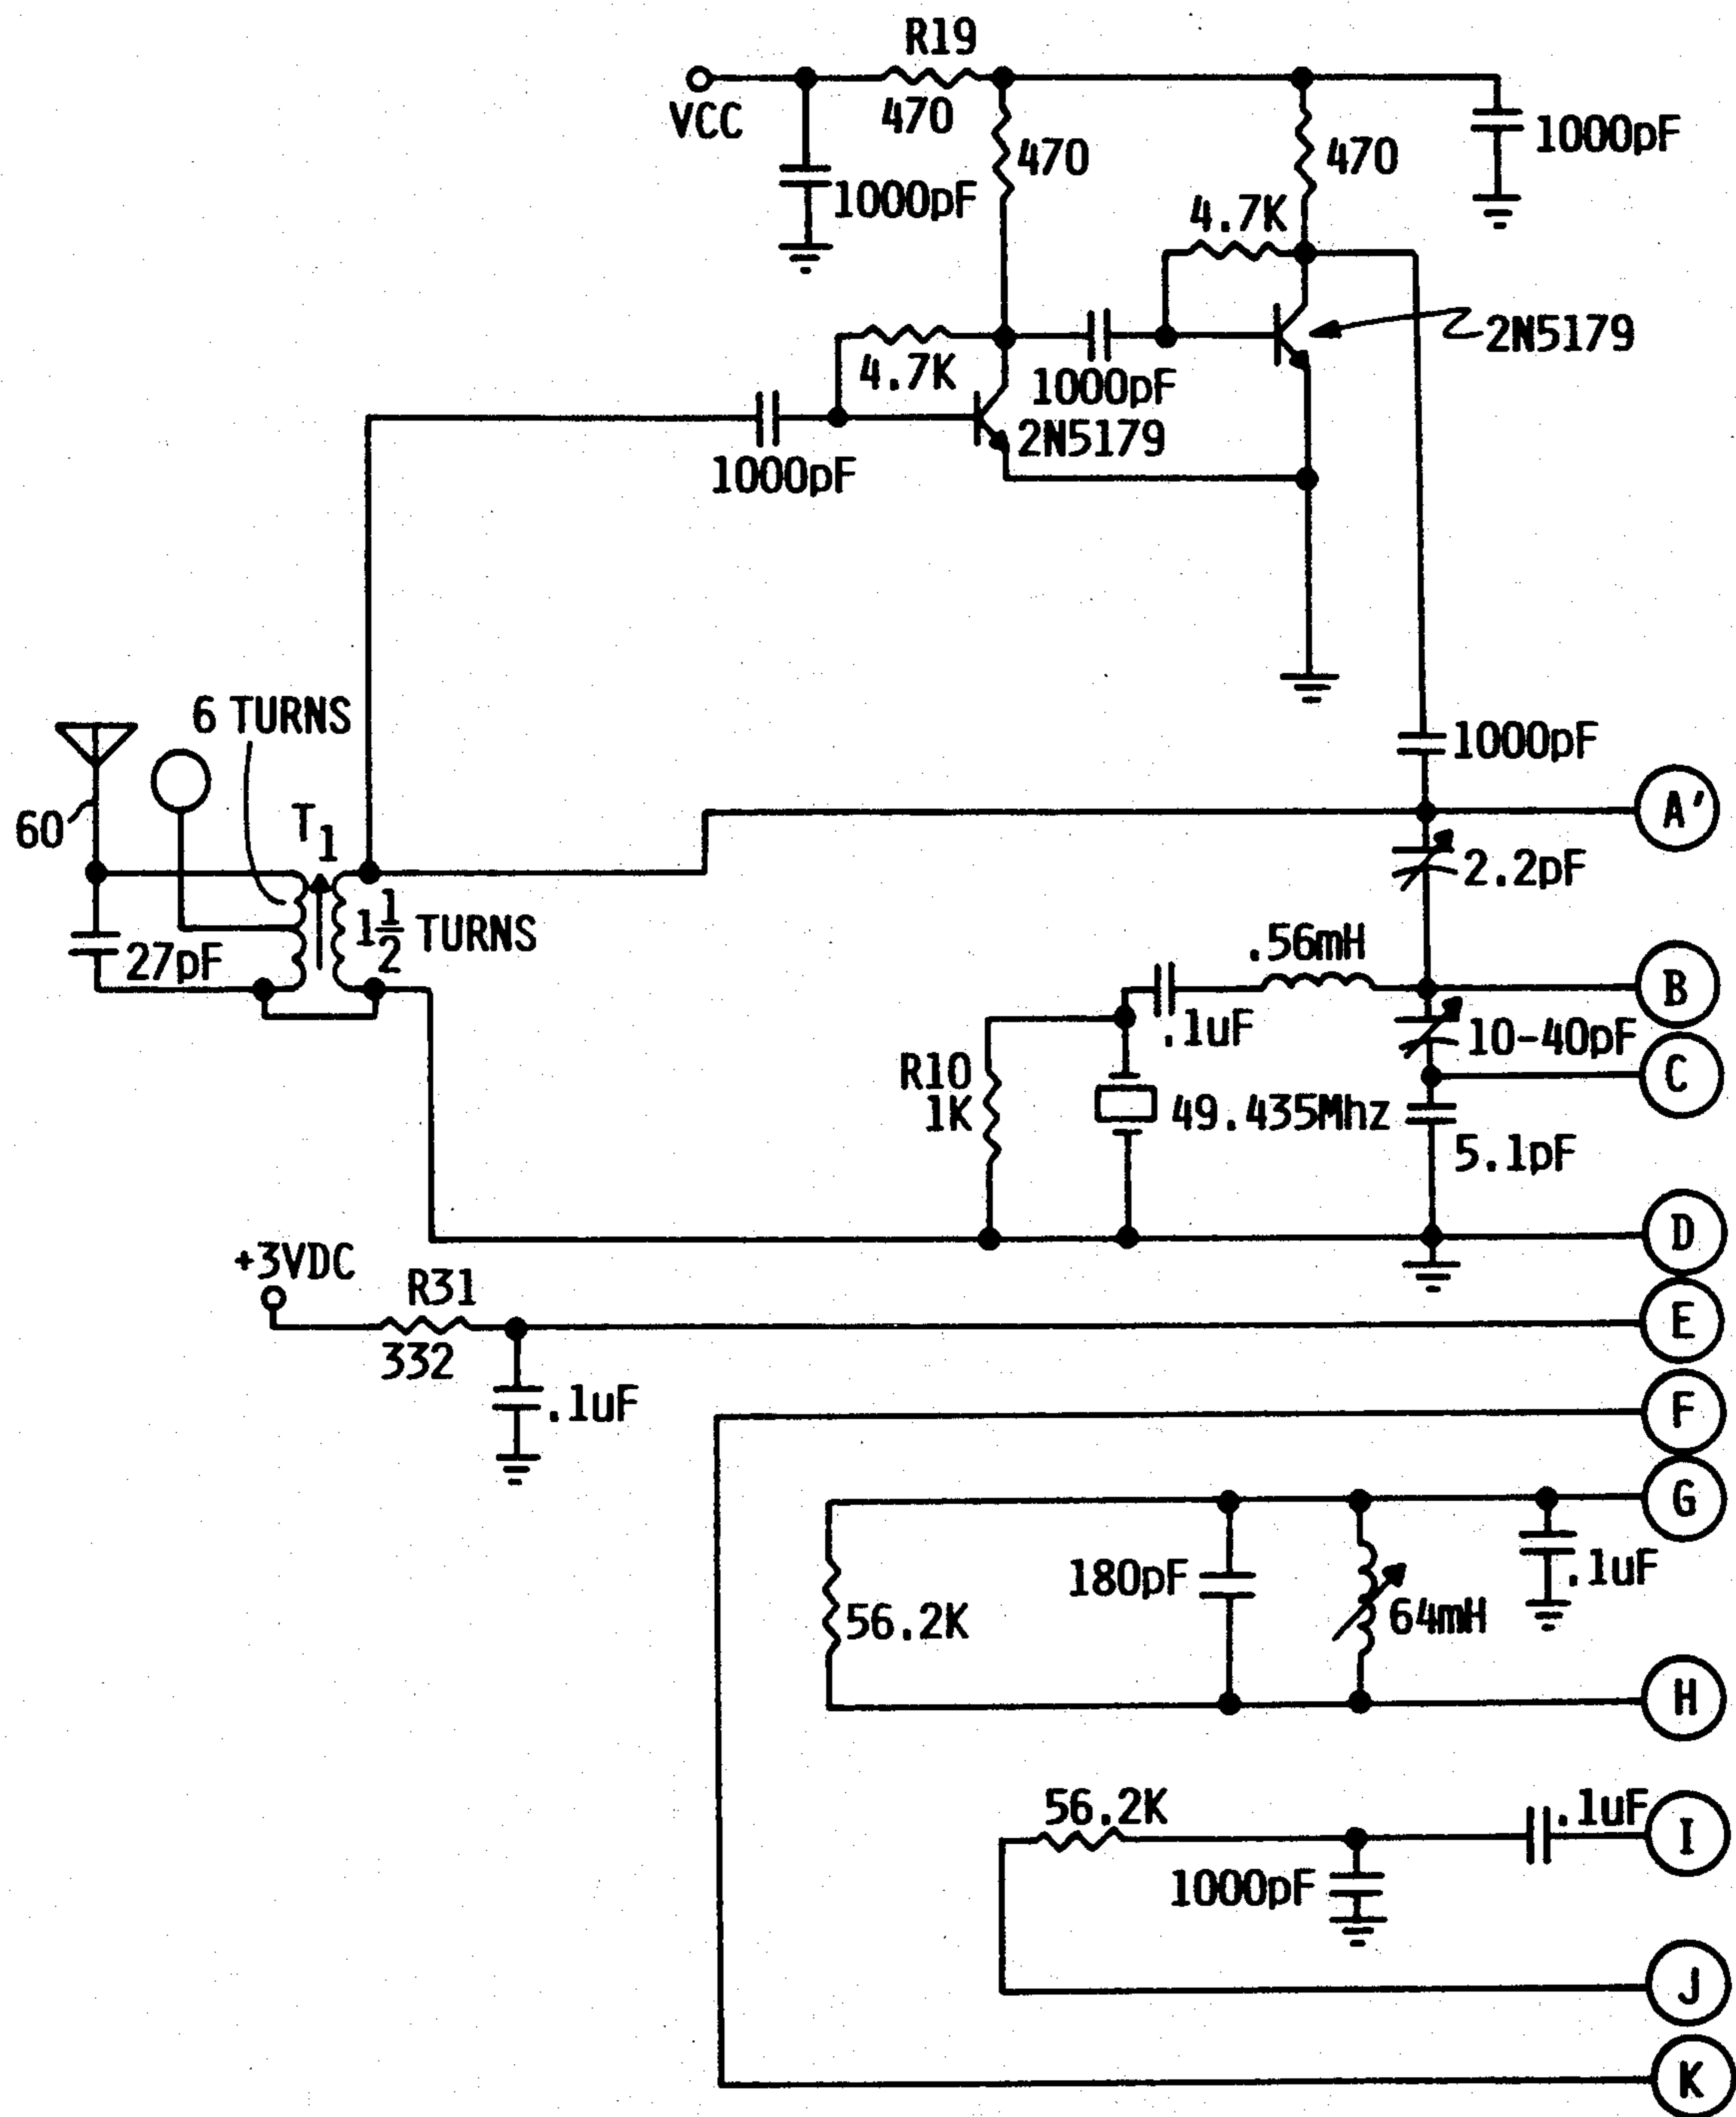 R19
VCC
470
470
470
1000pF
1000pF
4.7K
4.7K
1000pF
2N5179
2N5179
1000pF
6 TURNS
60
T1
1000pF
A'
2.2pF
1 1/2 TURNS
27pF
.56mH
B
.1uF
10-40pF
R10
1K
C
49.435Mhz
5.1pF
D
+3VDC
R31
E
332
.1uF
F
G
180pF
.1uF
56.2K
64mH
H
56.2K
.1uF
I
1000pF
J
K